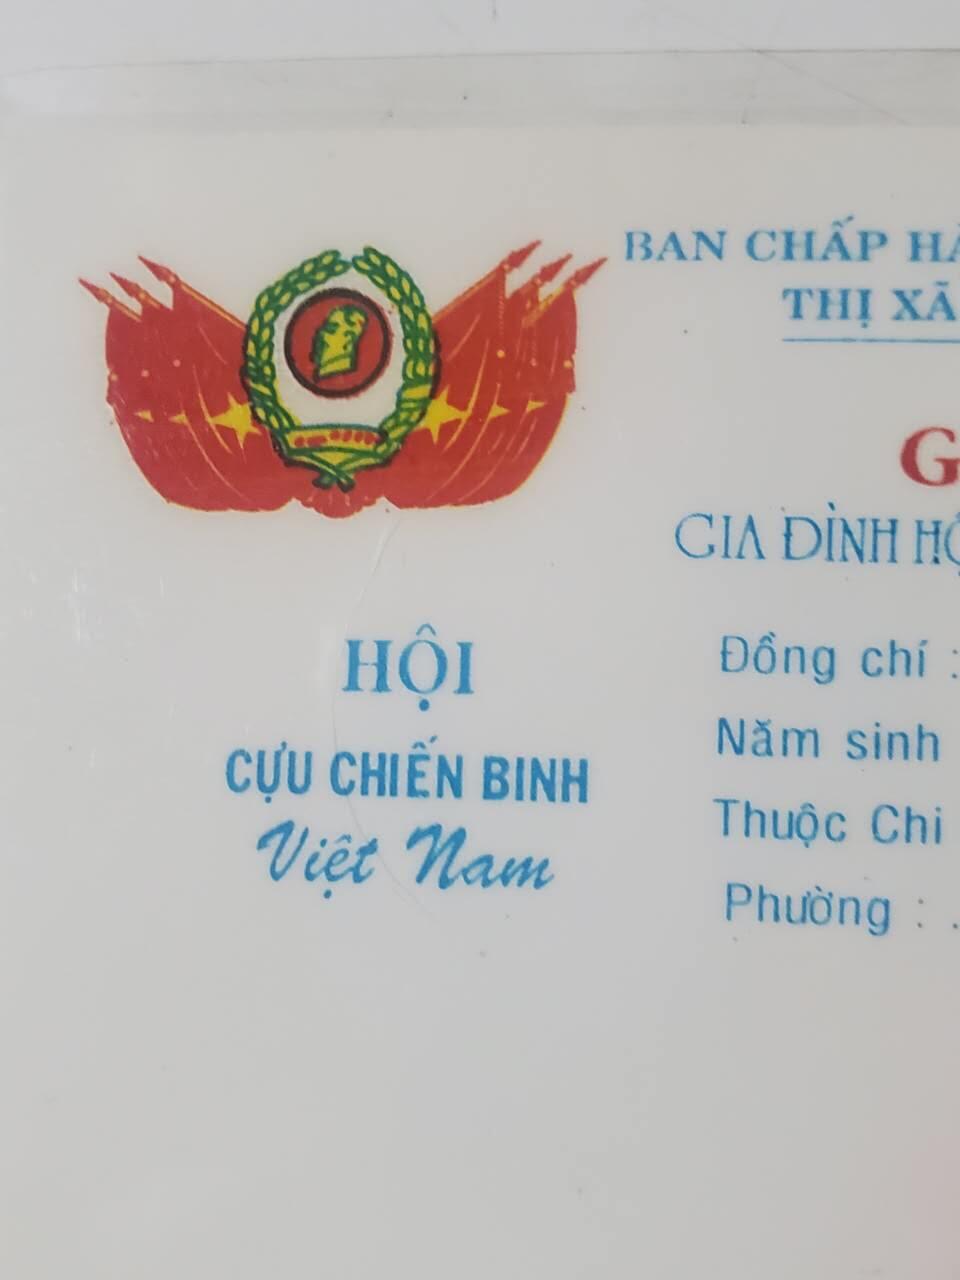 BAN CHẤP HÀ
THỊ XÃ
G
GIA ĐÌNH HỘ
HỘI
CỰU CHIẾN BINH
Việt Nam
Đồng chí :
Năm sinh
Thuộc Chi
Phường : .